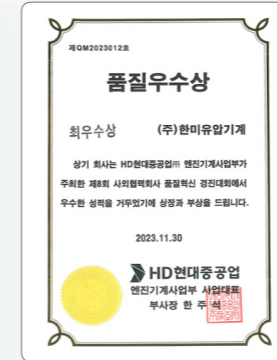 제QM2023012호
품질우수상
최우수상 (주)한미유압기계
상기 회사는 HD현대중공업㈜ 엔진기계사업부가
주최한 제8회 사외협력회사 품질혁신 경진대회에서
우수한 성적을 거두었기에 상장과 부상을 드립니다.
2023.11.30
HD현대중공업
엔진기계사업부 사업대표
부사장 한 주 석